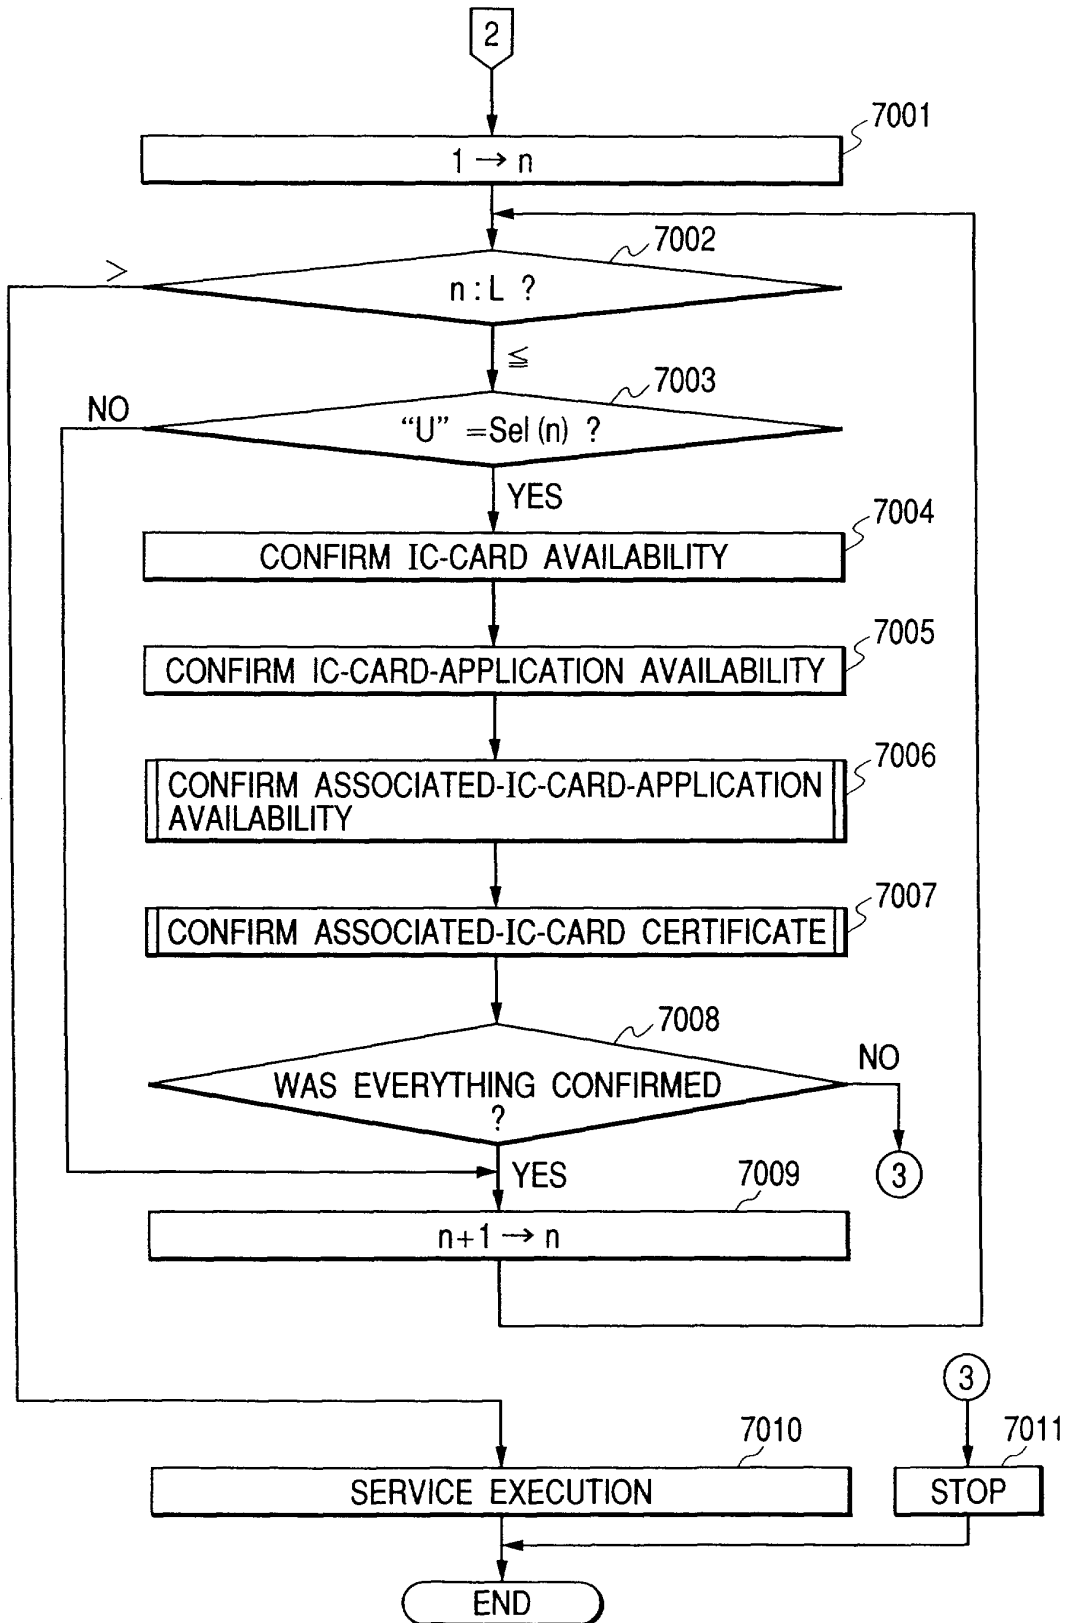 2
7001
1 → n
7002
>
n : L ?
≦
7003
NO
“U” =Sel (n) ?
YES
7004
CONFIRM IC-CARD AVAILABILITY
7005
CONFIRM IC-CARD-APPLICATION AVAILABILITY
7006
CONFIRM ASSOCIATED-IC-CARD-APPLICATION
AVAILABILITY
7007
CONFIRM ASSOCIATED-IC-CARD CERTIFICATE
7008
NO
WAS EVERYTHING CONFIRMED
?
3
YES
7009
n+1 → n
3
7010
7011
SERVICE EXECUTION
STOP
END